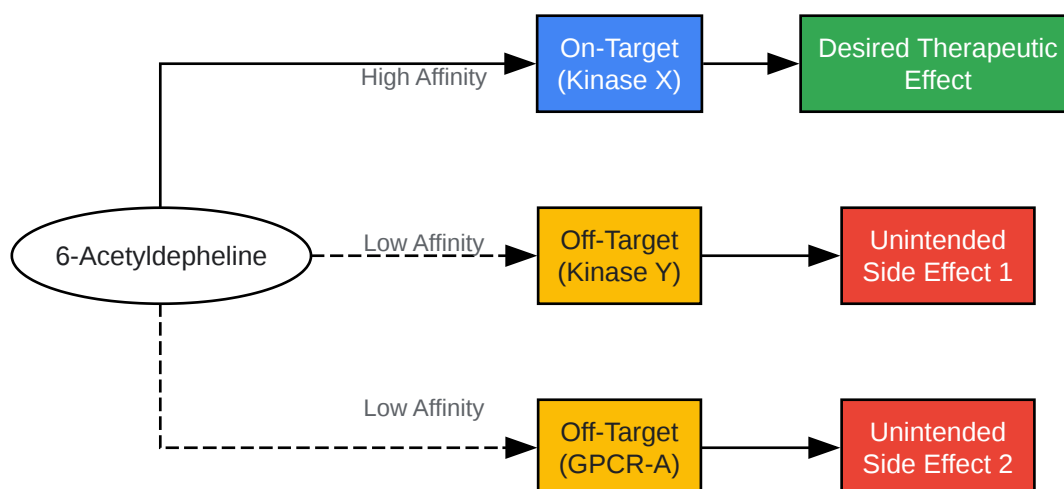 High Affinity
On-Target
(Kinase X)
Desired Therapeutic
Effect
6-Acetyldepheline
Low Affinity
Off-Target
(Kinase Y)
Unintended
Side Effect 1
Low Affinity
Off-Target
(GPCR-A)
Unintended
Side Effect 2